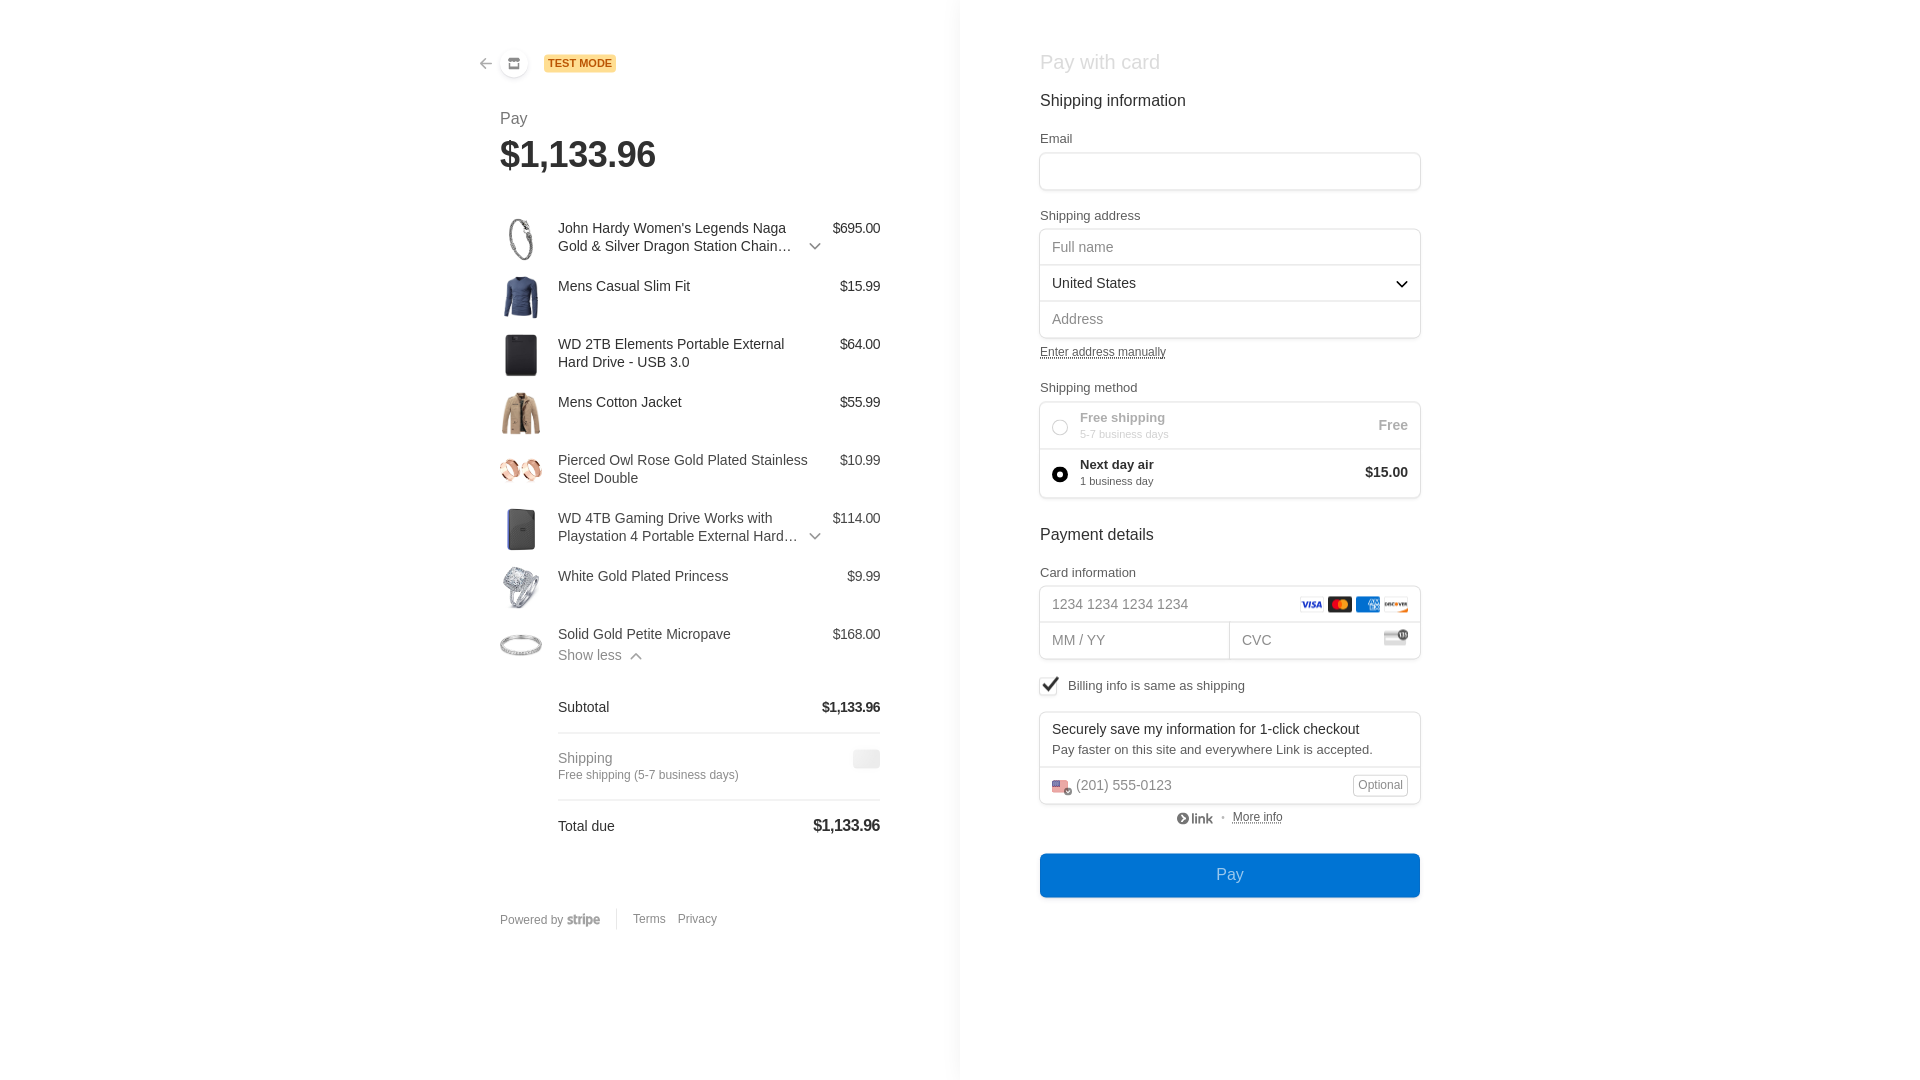 TEST MODE
Pay
$1,133.96
John Hardy Women's Legends Naga $695.00
Gold & Silver Dragon Station Chain…
Mens Casual Slim Fit $15.99
WD 2TB Elements Portable External $64.00
Hard Drive - USB 3.0
Mens Cotton Jacket $55.99
Pierced Owl Rose Gold Plated Stainless $10.99
Steel Double
WD 4TB Gaming Drive Works with $114.00
Playstation 4 Portable External Hard…
White Gold Plated Princess $9.99
Solid Gold Petite Micropave $168.00
Show less
Subtotal $1,133.96
Shipping
Free shipping (5-7 business days)
Total due $1,133.96
Powered by stripe Terms Privacy
Pay with card
Shipping information
Email
Shipping address
Full name
United States
Address
Enter address manually
Shipping method
Free shipping Free
5-7 business days
Next day air $15.00
1 business day
Payment details
Card information
1234 1234 1234 1234 VISA AMEX DISCOVER
MM / YY CVC
Billing info is same as shipping
Securely save my information for 1-click checkout
Pay faster on this site and everywhere Link is accepted.
(201) 555-0123 Optional
link • More info
Pay